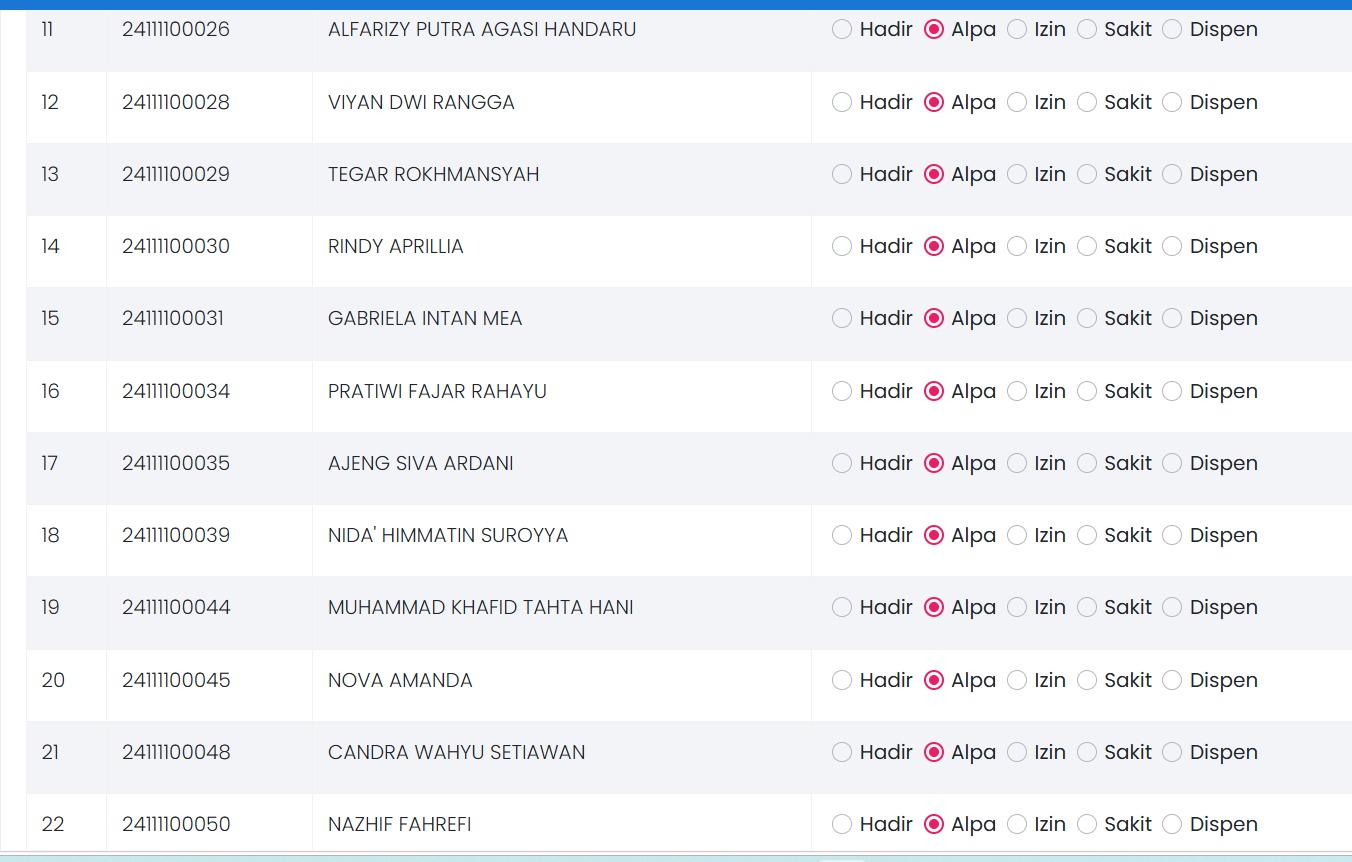 11 24111100026 ALFARIZY PUTRA AGASI HANDARU Hadir Alpa Izin Sakit Dispen
12 24111100028 VIYAN DWI RANGGA Hadir Alpa Izin Sakit Dispen
13 24111100029 TEGAR ROKHMANSYAH Hadir Alpa Izin Sakit Dispen
14 24111100030 RINDY APRILLIA Hadir Alpa Izin Sakit Dispen
15 24111100031 GABRIELA INTAN MEA Hadir Alpa Izin Sakit Dispen
16 24111100034 PRATIWI FAJAR RAHAYU Hadir Alpa Izin Sakit Dispen
17 24111100035 AJENG SIVA ARDANI Hadir Alpa Izin Sakit Dispen
18 24111100039 NIDA' HIMMATIN SUROYYA Hadir Alpa Izin Sakit Dispen
19 24111100044 MUHAMMAD KHAFID TAHTA HANI Hadir Alpa Izin Sakit Dispen
20 24111100045 NOVA AMANDA Hadir Alpa Izin Sakit Dispen
21 24111100048 CANDRA WAHYU SETIAWAN Hadir Alpa Izin Sakit Dispen
22 24111100050 NAZHIF FAHREFI Hadir Alpa Izin Sakit Dispen